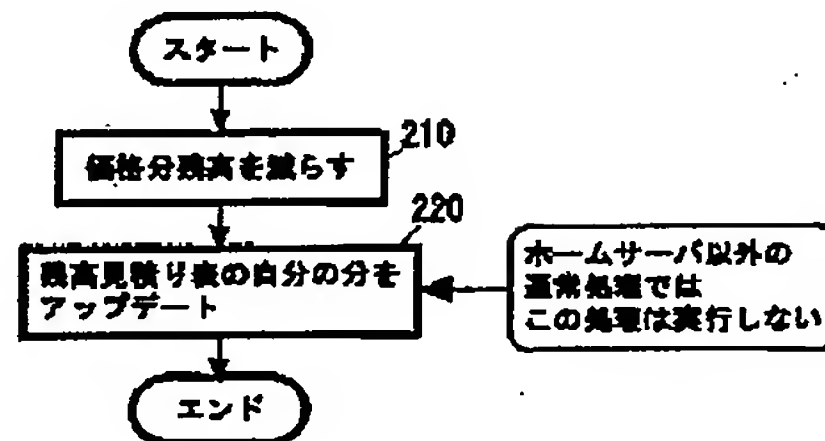 スタート
210
価格分残高を減らす
220
残高見積り表の自分の分を
アップデート
ホームサーバ以外の
通常処理では
この処理は実行しない
エンド